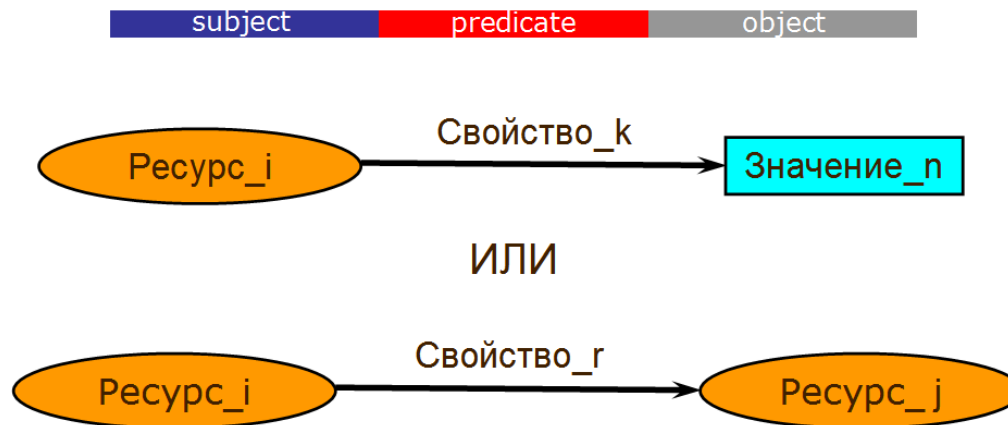 subject predicate object
Свойство_k
Ресурс_i Значение_n
ИЛИ
Свойство_r
Ресурс_i Ресурс_ j